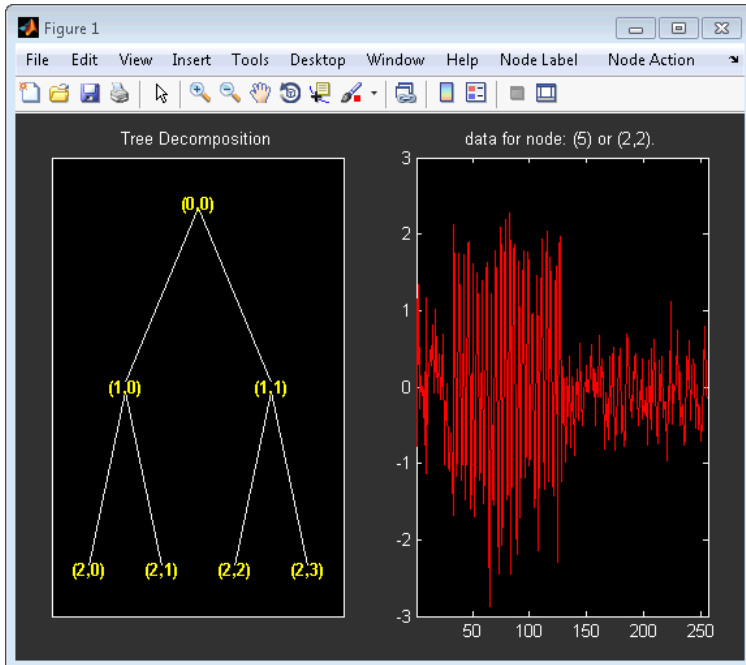 Figure 1
File Edit View Insert Tools Desktop Window Help Node Label Node Action
Tree Decomposition
(0,0)
(1,0) (1,1)
(2,0) (2,1) (2,2) (2,3)
data for node: (5) or (2,2).
3
2
1
0
-1
-2
-3
50 100 150 200 250